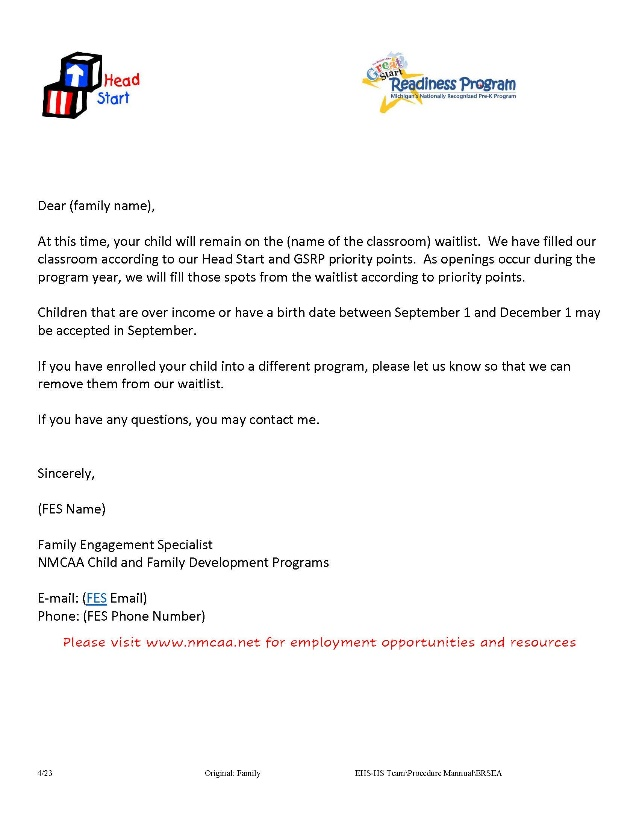 Head
Start
Great
Start
Readiness Program
Michigan's Nationally Recognized Pre-K Program
Dear (family name),
At this time, your child will remain on the (name of the classroom) waitlist.  We have filled our
classroom according to our Head Start and GSRP priority points.  As openings occur during the
program year, we will fill those spots from the waitlist according to priority points.
Children that are over income or have a birth date between September 1 and December 1 may
be accepted in September.
If you have enrolled your child into a different program, please let us know so that we can
remove them from our waitlist.
If you have any questions, you may contact me.
Sincerely,
(FES Name)
Family Engagement Specialist
NMCAA Child and Family Development Programs
E-mail: (FES Email)
Phone: (FES Phone Number)
Please visit www.nmcaa.net for employment opportunities and resources
4/23 Original: Family EHS-HS Team\Procedure Mannual\ERSEA